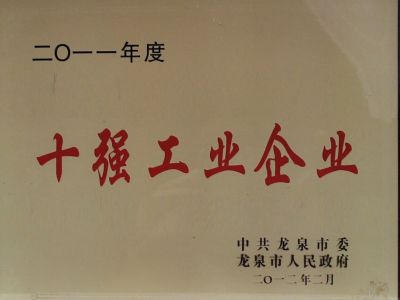 二〇一一年度
十强工业企业
中共龙泉市委
龙泉市人民政府
二〇一二年二月